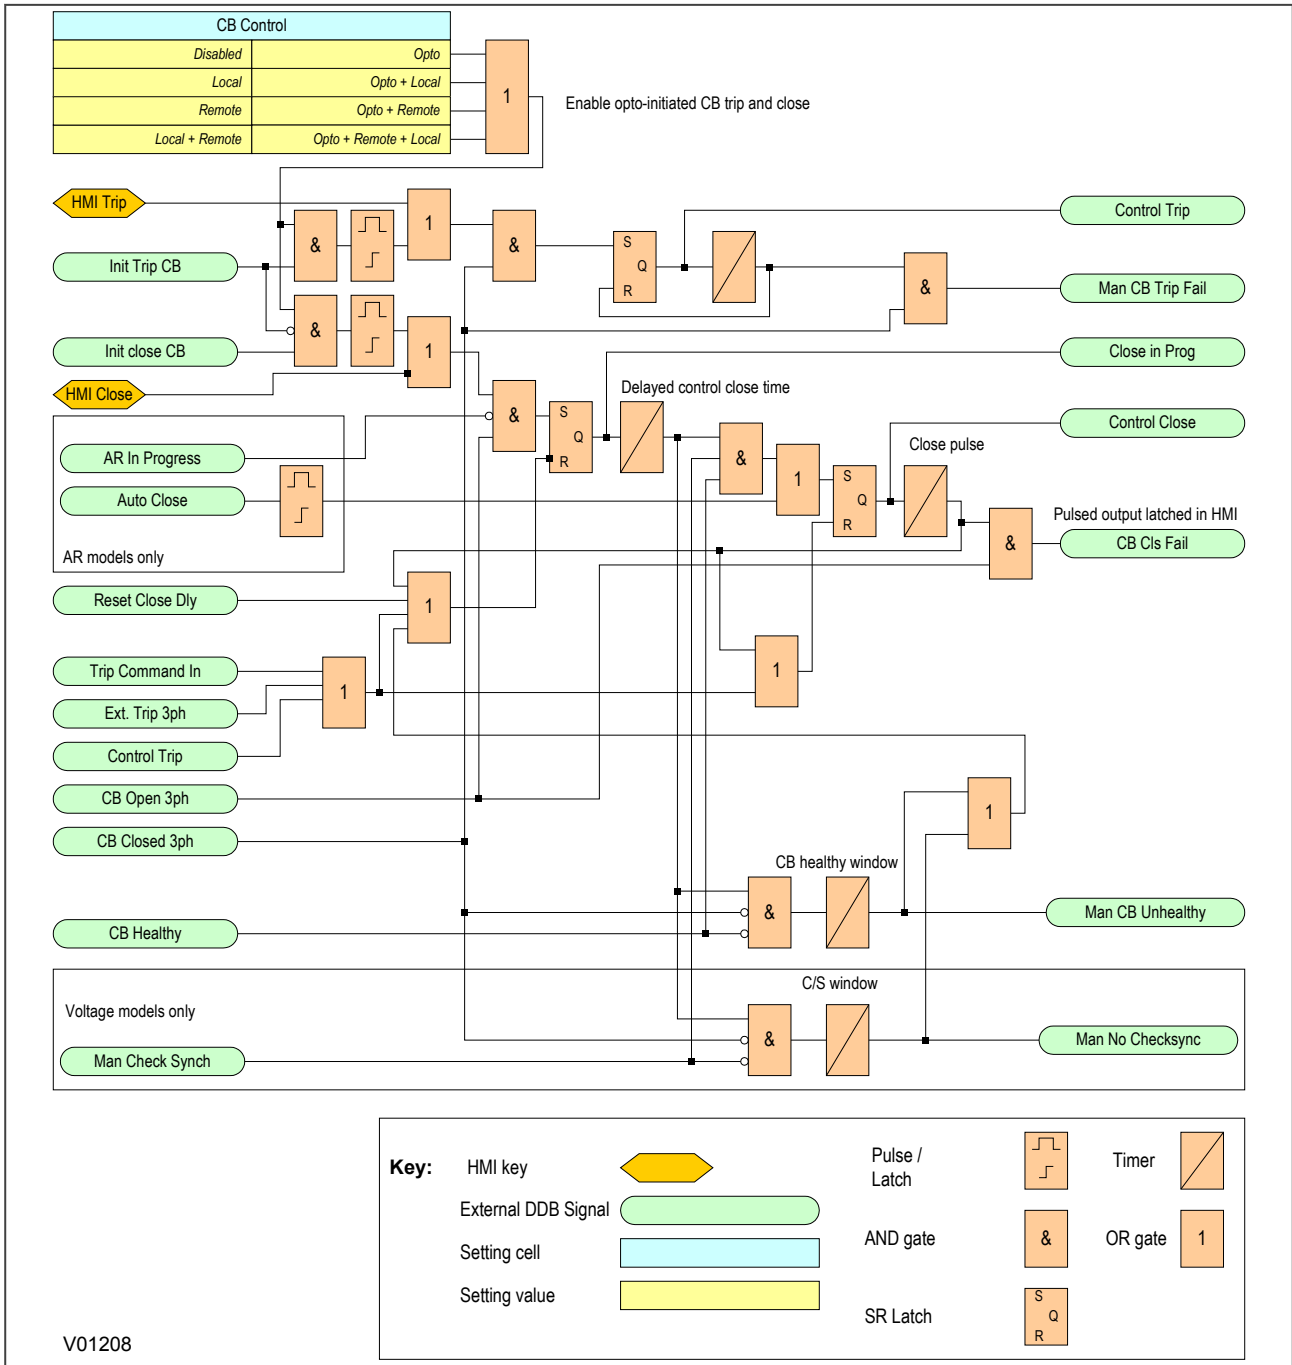 CB Control
Disabled Opto
Local Opto + Local
Remote Opto + Remote
Local + Remote Opto + Remote + Local
1
Enable opto-initiated CB trip and close
HMI Trip
1
Control Trip
&
&
S
Q
R
Init Trip CB
&
Man CB Trip Fail
&
Init close CB
1
Close in Prog
HMI Close
Delayed control close time
&
S
Q
R
Control Close
AR In Progress
&
Close pulse
1
S
Q
R
Auto Close
Pulsed output latched in HMI
&
CB Cls Fail
AR models only
Reset Close Dly
1
Trip Command In
1
1
Ext. Trip 3ph
Control Trip
CB Open 3ph
1
CB Closed 3ph
CB healthy window
&
Man CB Unhealthy
CB Healthy
C/S window
Voltage models only
&
Man No Checksync
Man Check Synch
Key:
HMI key
Pulse /
Latch
Timer
External DDB Signal
AND gate
&
OR gate
1
Setting cell
Setting value
SR Latch
S
Q
R
V01208